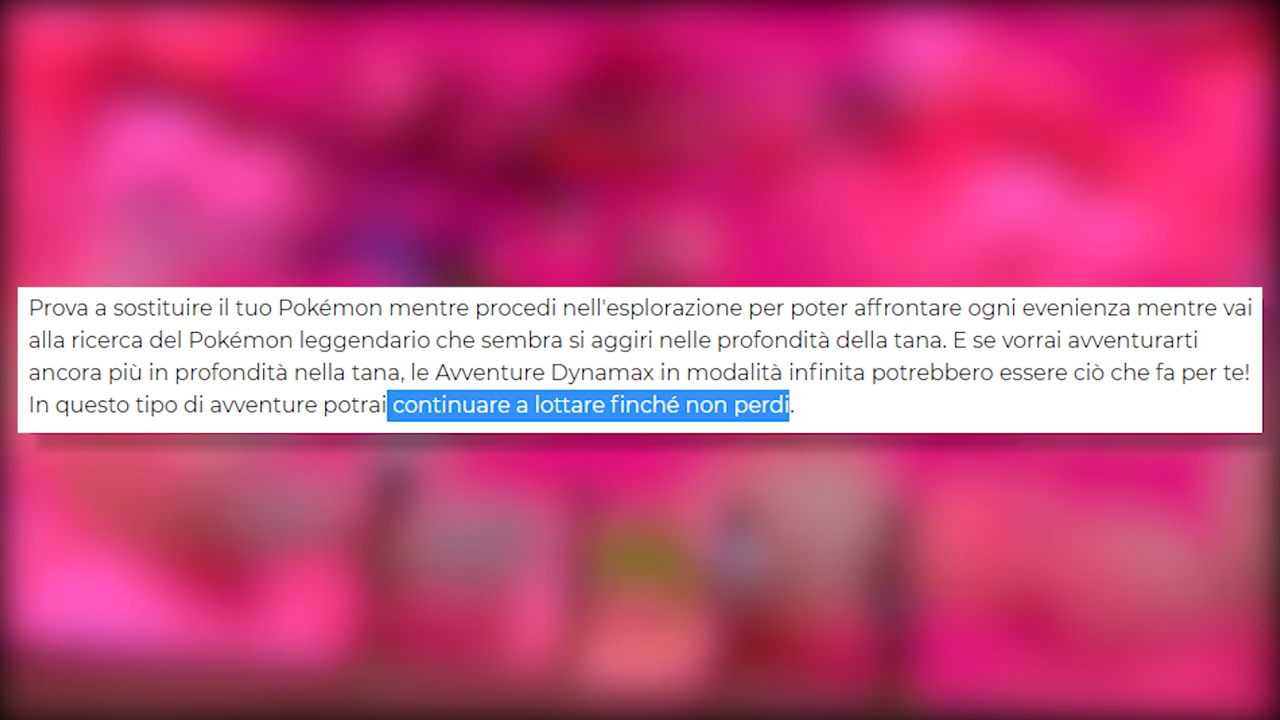 Prova a sostituire il tuo Pokémon mentre procedi nell'esplorazione per poter affrontare ogni evenienza mentre vai
alla ricerca del Pokémon leggendario che sembra si aggiri nelle profondità della tana. E se vorrai avventurarti
ancora più in profondità nella tana, le Avventure Dynamax in modalità infinita potrebbero essere ciò che fa per te!
In questo tipo di avventure potrai continuare a lottare finché non perdi.